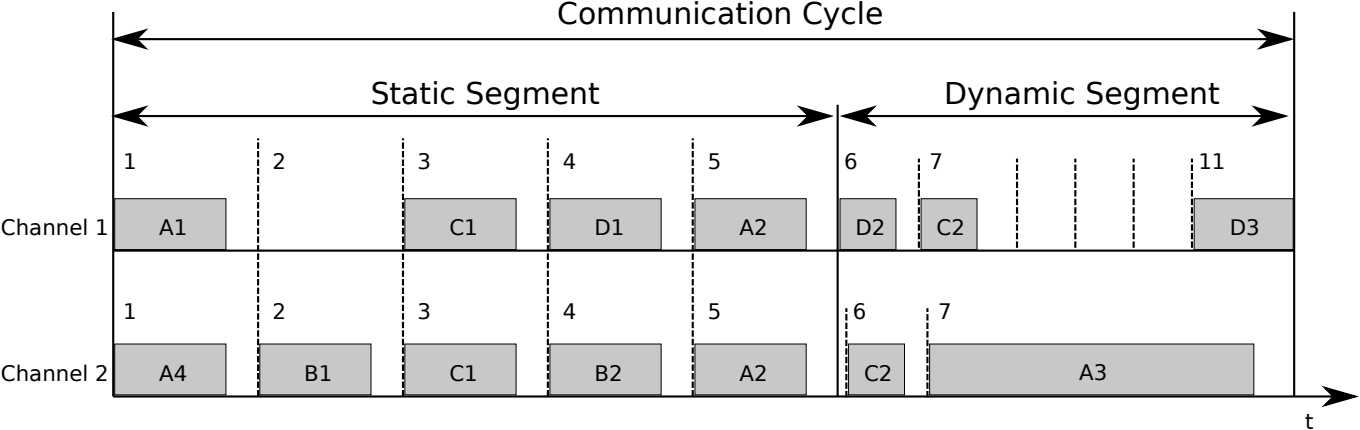 Communication Cycle
Static Segment Dynamic Segment
1 2 3 4 5 6 7 11
Channel 1 A1 C1 D1 A2 D2 C2 D3
1 2 3 4 5 6 7
Channel 2 A4 B1 C1 B2 A2 C2 A3
t